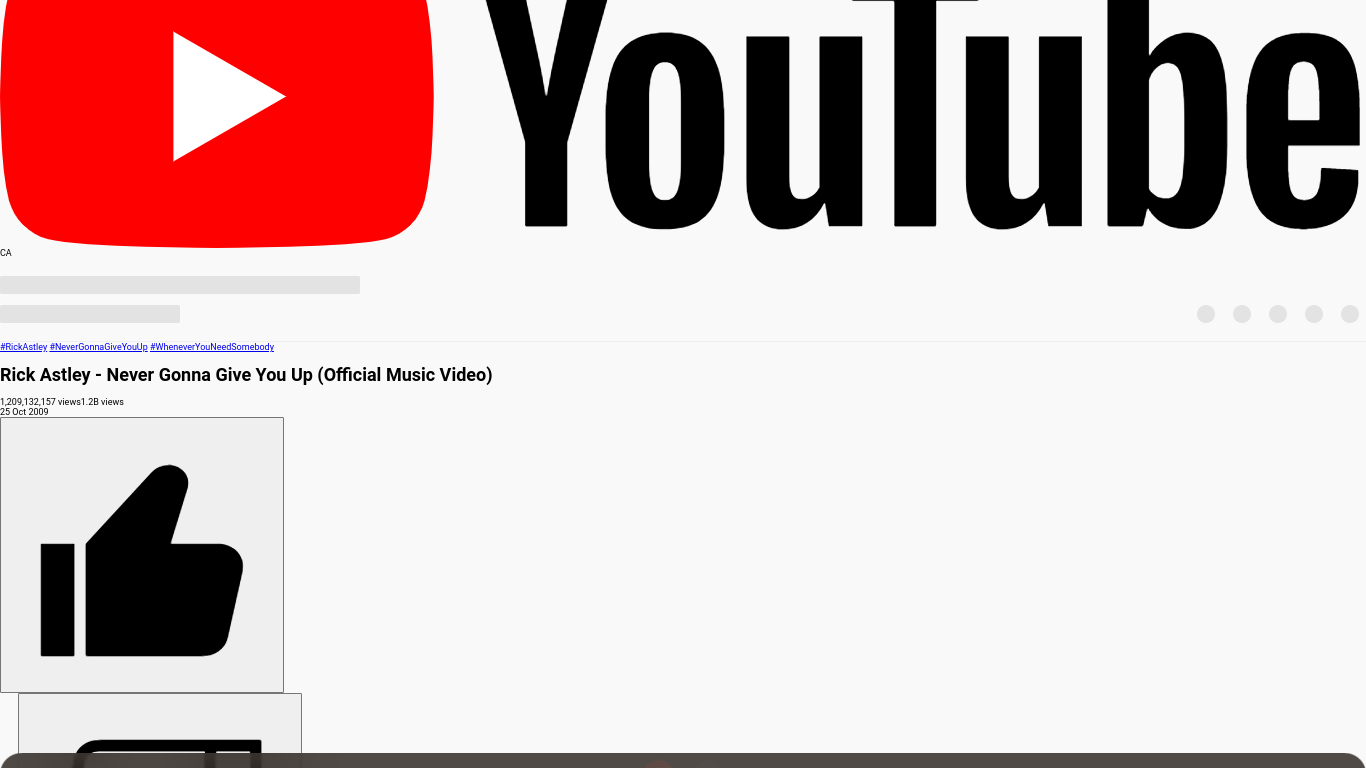 YouTube
CA
#RickAstley #NeverGonnaGiveYouUp #WheneverYouNeedSomebody
Rick Astley - Never Gonna Give You Up (Official Music Video)
1,209,132,157 views1.2B views
25 Oct 2009